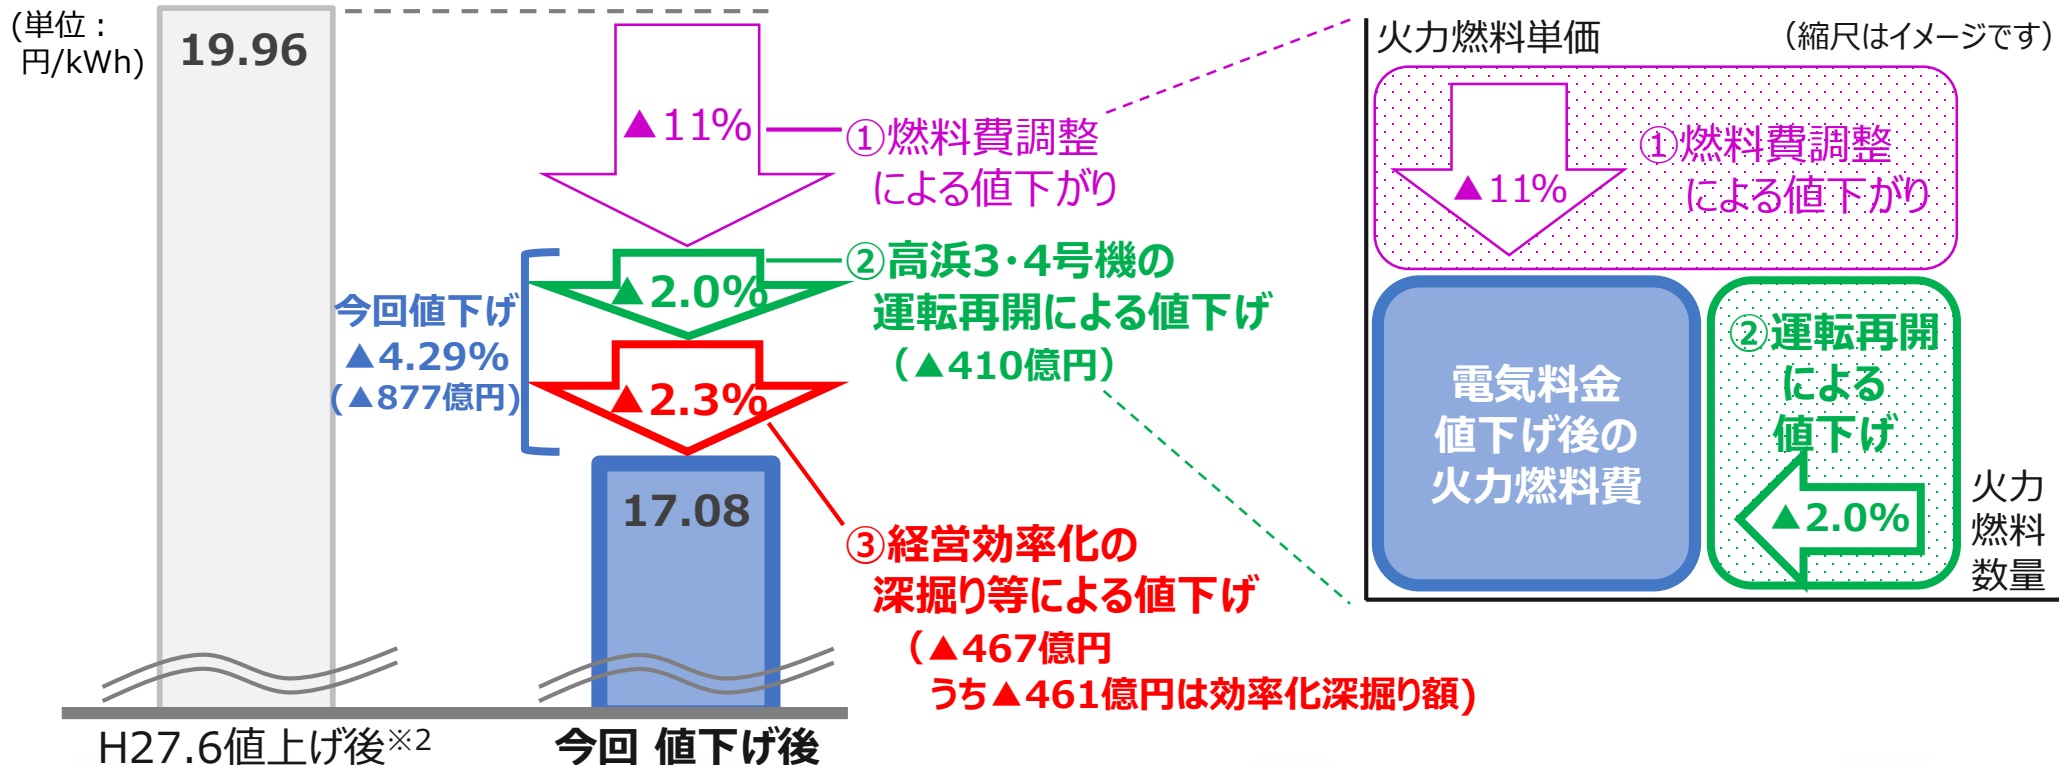 (単位：
円/kWh)
19.96
▲11%
①燃料費調整
による値下がり
▲2.0%
②高浜3・4号機の
運転再開による値下げ
（▲410億円）
今回値下げ
▲4.29%
(▲877億円)
▲2.3%
17.08
③経営効率化の
深掘り等による値下げ
（▲467億円
うち▲461億円は効率化深掘り額)
H27.6値上げ後※2
今回 値下げ後
火力燃料単価
（縮尺はイメージです）
▲11%
①燃料費調整
による値下がり
電気料金
値下げ後の
火力燃料費
②運転再開
による
値下げ
▲2.0%
火力
燃料
数量